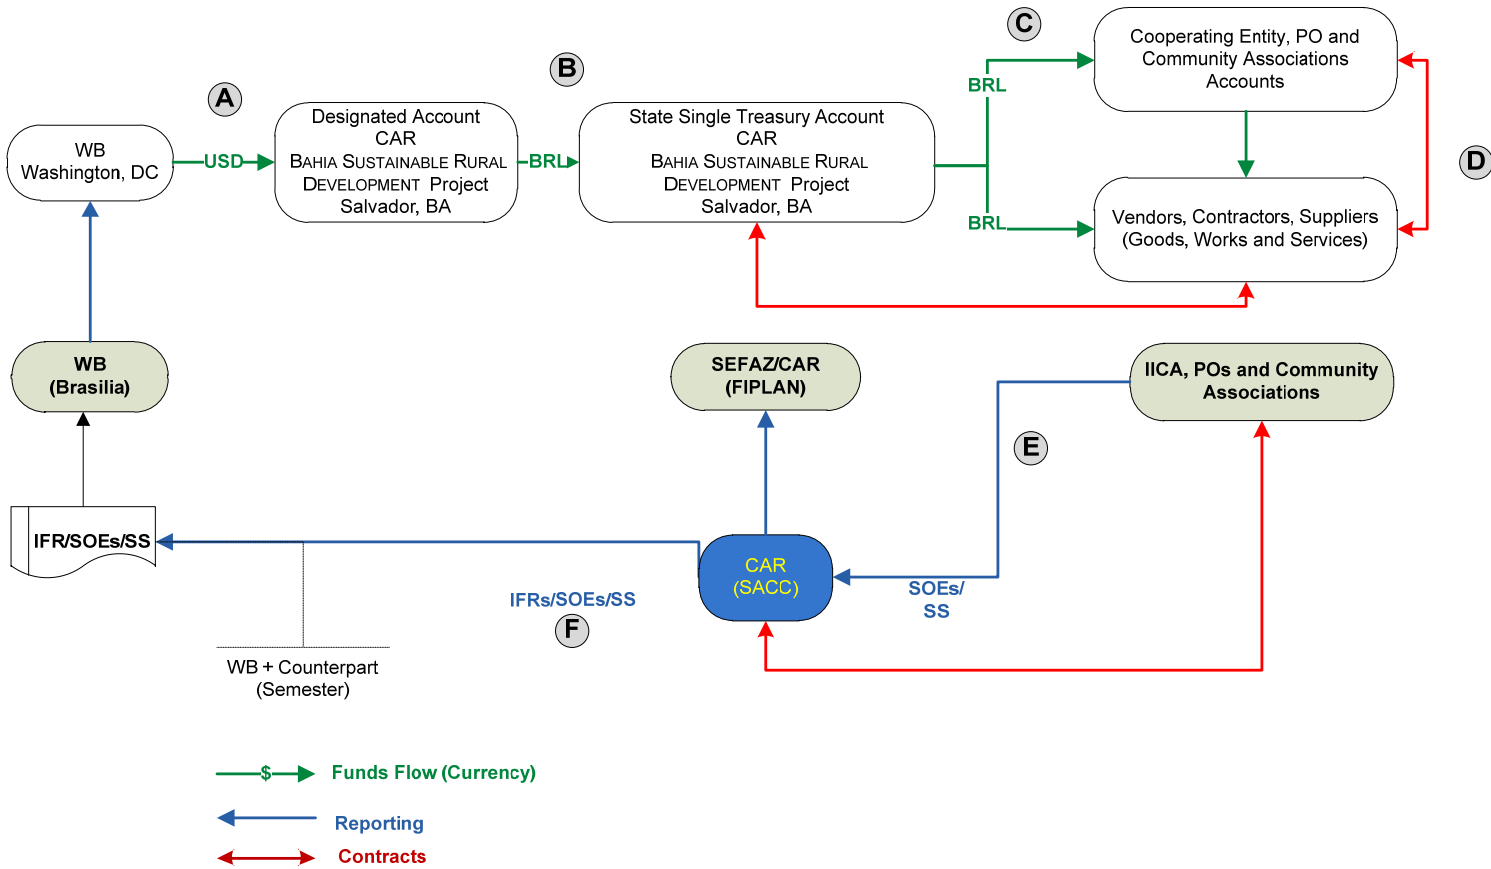 C
Cooperating Entity, PO and
Community Associations
Accounts
B
A
BRL
Designated Account
CAR
BAHIA SUSTAINABLE RURAL
DEVELOPMENT Project
Salvador, BA
State Single Treasury Account
CAR
BAHIA SUSTAINABLE RURAL
DEVELOPMENT Project
Salvador, BA
WB
Washington, DC
USD
BRL
D
BRL
Vendors, Contractors, Suppliers
(Goods, Works and Services)
WB
(Brasilia)
SEFAZ/CAR
(FIPLAN)
IICA, POs and Community
Associations
E
IFR/SOEs/SS
CAR
(SACC)
SOEs/
SS
IFRs/SOEs/SS
F
WB + Counterpart
(Semester)
$
Funds Flow (Currency)
Reporting
Contracts